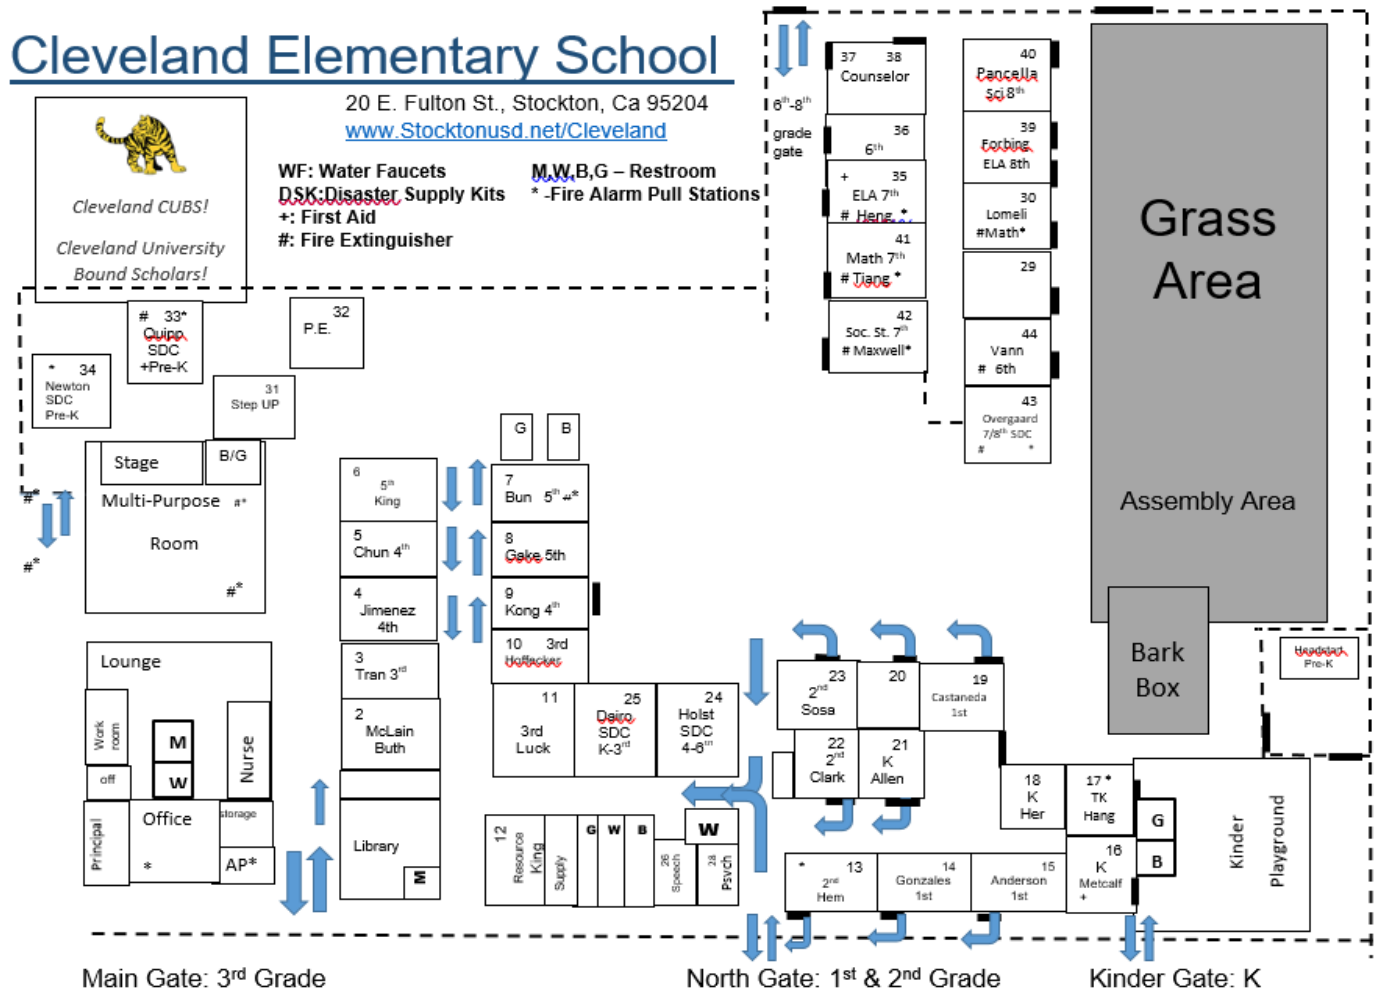 Cleveland Elementary School
20 E. Fulton St., Stockton, Ca 95204
www.Stocktonusd.net/Cleveland
WF: Water Faucets
DSK:Disaster Supply Kits
+: First Aid
#: Fire Extinguisher
M,W,B,G – Restroom
* -Fire Alarm Pull Stations
Cleveland CUBS!
Cleveland University
Bound Scholars!
6th-8th
grade
gate
37 38
Counselor
36
6th
+ 35
ELA 7th
# Heng *
41
Math 7th
# Tiang *
42
Soc. St. 7th
# Maxwell*
40
Pancella
Sci 8th
39
Forbing
ELA 8th
30
Lomeli
#Math*
29
44
Vann
# 6th
43
Overgaard
7/8th SDC
# *
Grass
Area
Assembly Area
Bark
Box
Headstart
Pre-K
# 33*
Quipp
SDC
+Pre-K
32
P.E.
* 34
Newton
SDC
Pre-K
31
Step UP
Stage
B/G
Multi-Purpose #*
Room
#*
#*
#*
6
5th
King
5
Chun 4th
4
Jimenez
4th
3
Tran 3rd
2
McLain
Buth
Library
M
G
B
7
Bun 5th #*
8
Gake 5th
9
Kong 4th
10 3rd
Hoffacker
11
3rd
Luck
25
Dairo
SDC
K-3rd
24
Holst
SDC
4-6th
23
2nd
Sosa
20
19
Castaneda
1st
22
2nd
Clark
21
K
Allen
18
K
Her
17 *
TK
Hang
16
K
Metcalf
+
G
B
Kinder
Playground
Lounge
Work
room
M
W
Nurse
off
Principal
Office
*
storage
AP*
12
Resource
King
Supply
G
W
B
26
Speech
W
28
Psych
* 13
2nd
Hem
14
Gonzales
1st
15
Anderson
1st
Main Gate: 3rd Grade
North Gate: 1st & 2nd Grade
Kinder Gate: K